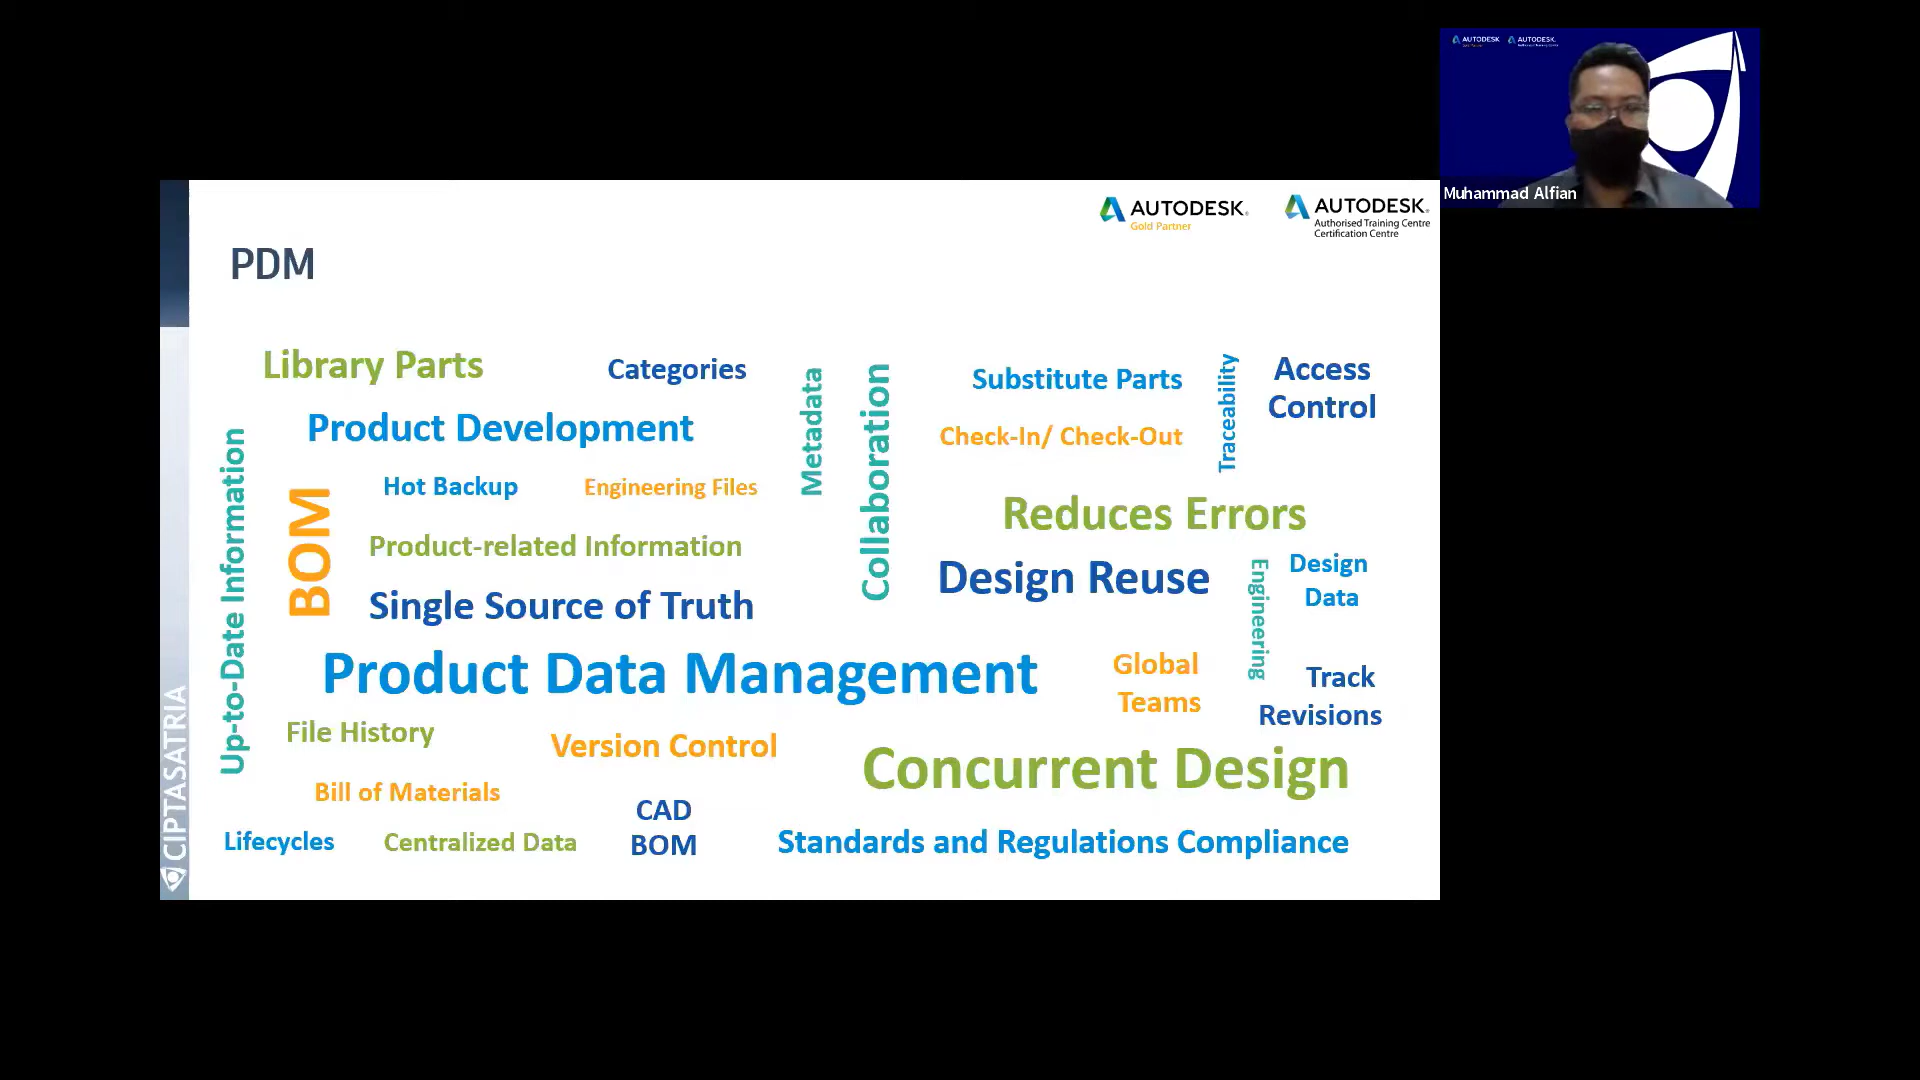 AUTODESK
AUTODESK
Muhammad Alfian
AUTODESK
Gold Partner
AUTODESK
Authorised Training Centre
Certification Centre
PDM
Library Parts
Categories
Metadata
Collaboration
Substitute Parts
Traceability
Access
Control
Product Development
Check-In/ Check-Out
Up-to-Date Information
BOM
Hot Backup
Engineering Files
Reduces Errors
Product-related Information
Design Reuse
Engineering
Design
Data
Single Source of Truth
Product Data Management
Global
Teams
Track
Revisions
File History
Version Control
Concurrent Design
Bill of Materials
CAD
BOM
Lifecycles
Centralized Data
Standards and Regulations Compliance
CIPTASATRIA